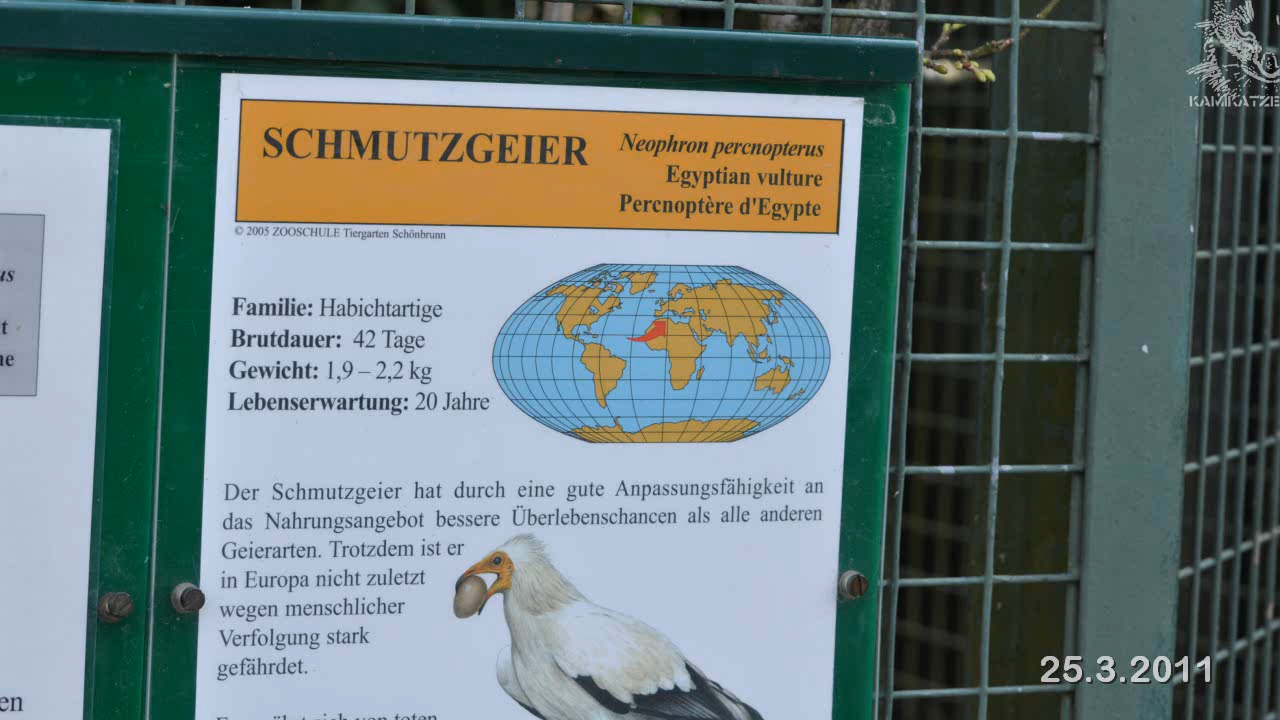 SCHMUTZGEIER
Neophron percnopterus
Egyptian vulture
Percnoptère d'Egypte
© 2005 ZOOSCHULE Tiergarten Schönbrunn
Familie: Habichtartige
Brutdauer: 42 Tage
Gewicht: 1,9 – 2,2 kg
Lebenserwartung: 20 Jahre
Der Schmutzgeier hat durch eine gute Anpassungsfähigkeit an
das Nahrungsangebot bessere Überlebenschancen als alle anderen
Geierarten. Trotzdem ist er
in Europa nicht zuletzt
wegen menschlicher
Verfolgung stark
gefährdet.
KAMIKATZE
25.3.2011